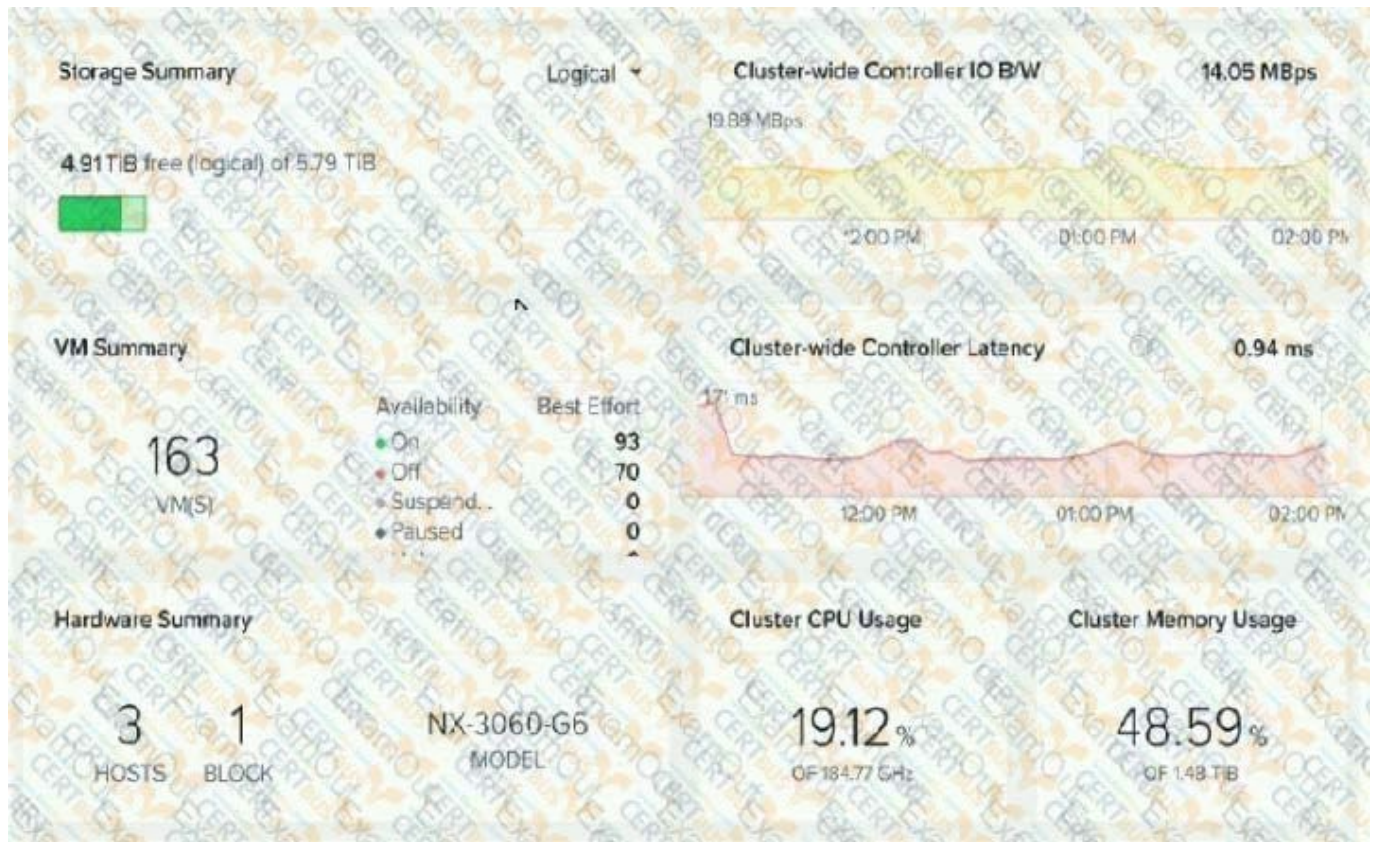 Storage Summary
Logical
4.91 TiB free (logical) of 5.79 TiB
Cluster-wide Controller IO B/W
14.05 MBps
19.89 MBps
12:00 PM
01:00 PM
02:00 PM
VM Summary
163
VM(S)
Availability
Best Effort
On
93
Off
70
Suspend...
0
Paused
0
Cluster-wide Controller Latency
0.94 ms
ms
12:00 PM
01:00 PM
02:00 PM
Hardware Summary
3
HOSTS
1
BLOCK
NX-3060-G6
MODEL
Cluster CPU Usage
19.12 %
OF 184.77 GHz
Cluster Memory Usage
48.59 %
OF 1.48 TiB